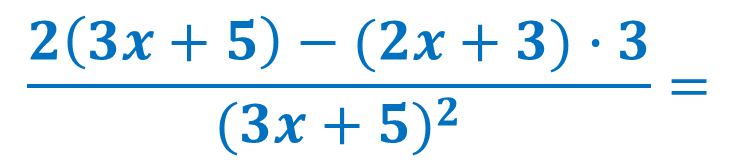 2(3x + 5) − (2x + 3) · 3
(3x + 5)² =